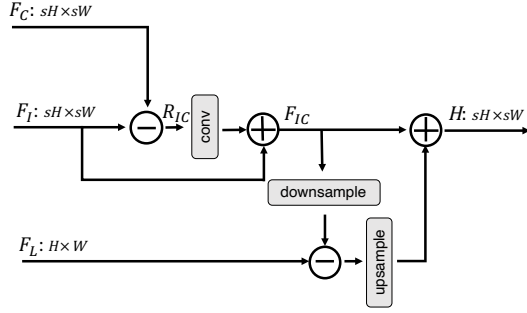 F_C: sH×sW
F_I: sH×sW
R_IC
conv
F_IC
H: sH×sW
downsample
F_L: H×W
upsample